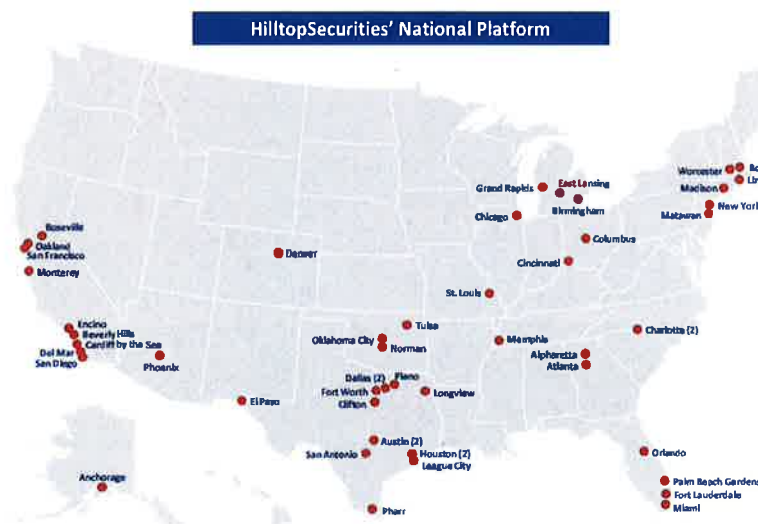 HilltopSecurities' National Platform
Grand Rapids
East Lansing
Birmingham
Chicago
Worcester
Madison
New York
Matawan
Columbus
Cincinnati
Roseville
Oakland
San Francisco
Monterey
Denver
St. Louis
Encino
Beverly Hills
Cardiff by the Sea
Del Mar
San Diego
Phoenix
Tulsa
Oklahoma City
Norman
Memphis
Charlotte (2)
Alpharetta
Atlanta
Dallas (2)
Plano
Fort Worth
Clifton
Longview
El Paso
Austin (2)
San Antonio
Houston (2)
League City
Pharr
Anchorage
Orlando
Palm Beach Gardens
Fort Lauderdale
Miami